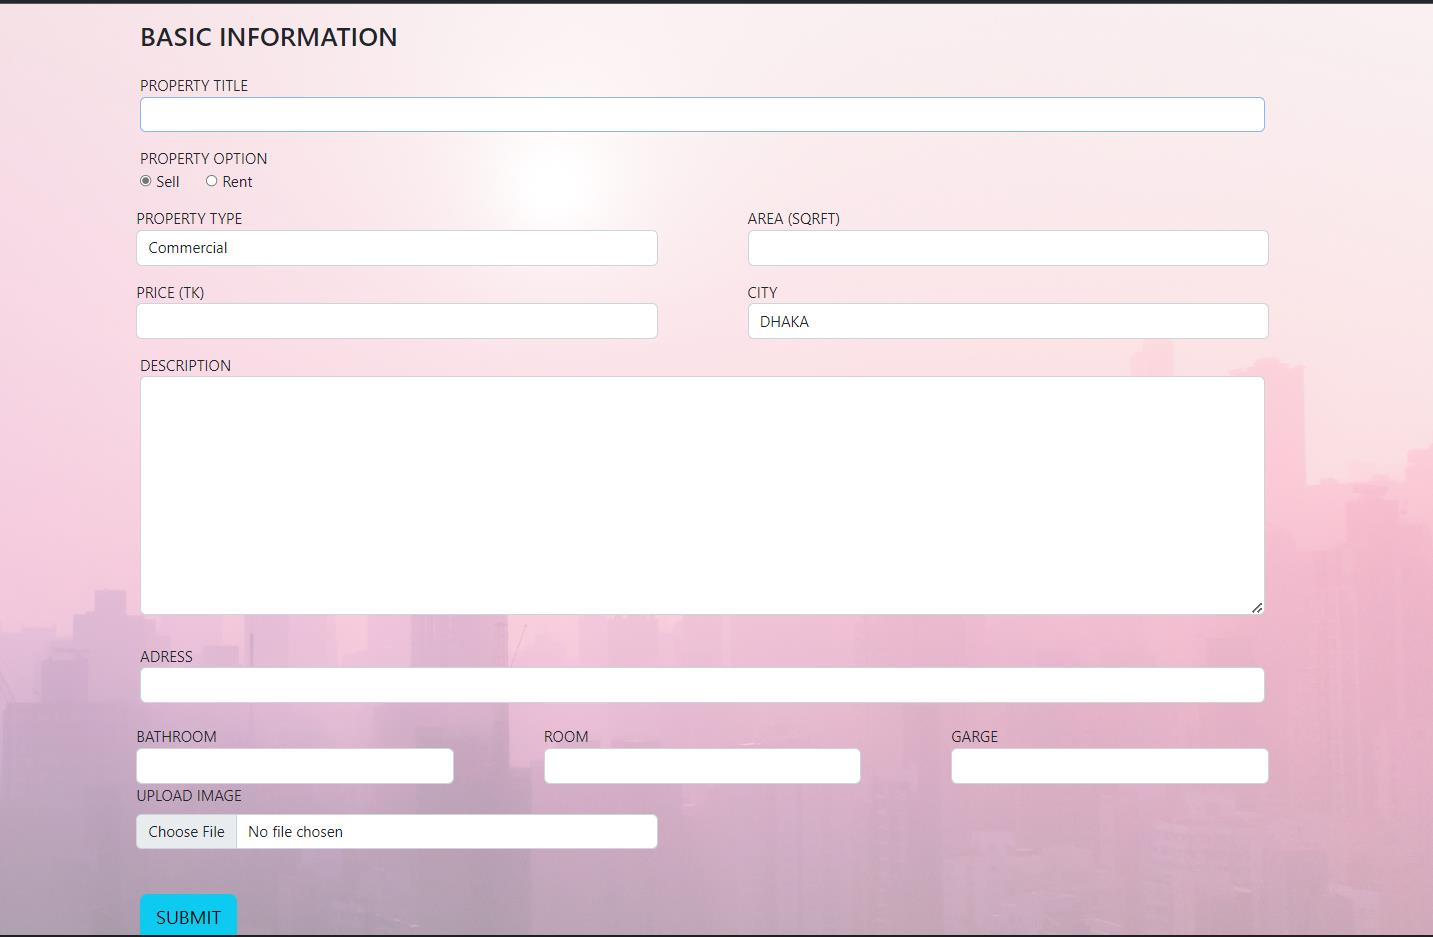 BASIC INFORMATION
PROPERTY TITLE
PROPERTY OPTION
Sell Rent
PROPERTY TYPE AREA (SQRFT)
Commercial
PRICE (TK) CITY
DHAKA
DESCRIPTION
ADRESS
BATHROOM ROOM GARGE
UPLOAD IMAGE
Choose File No file chosen
SUBMIT